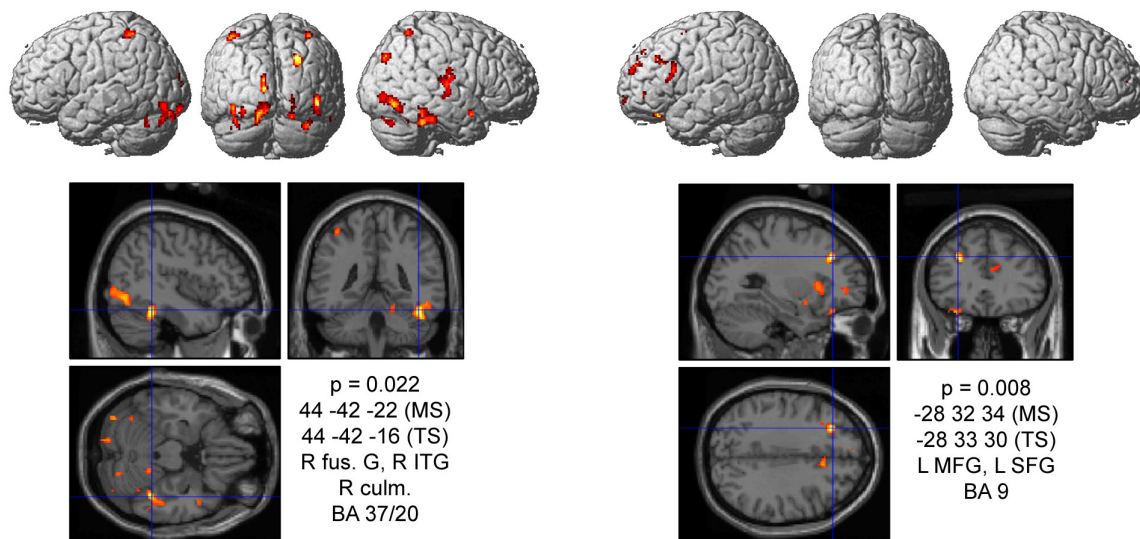 p = 0.022
44 -42 -22 (MS)
44 -42 -16 (TS)
R fus. G, R ITG
R culm.
BA 37/20
p = 0.008
-28 32 34 (MS)
-28 33 30 (TS)
L MFG, L SFG
BA 9